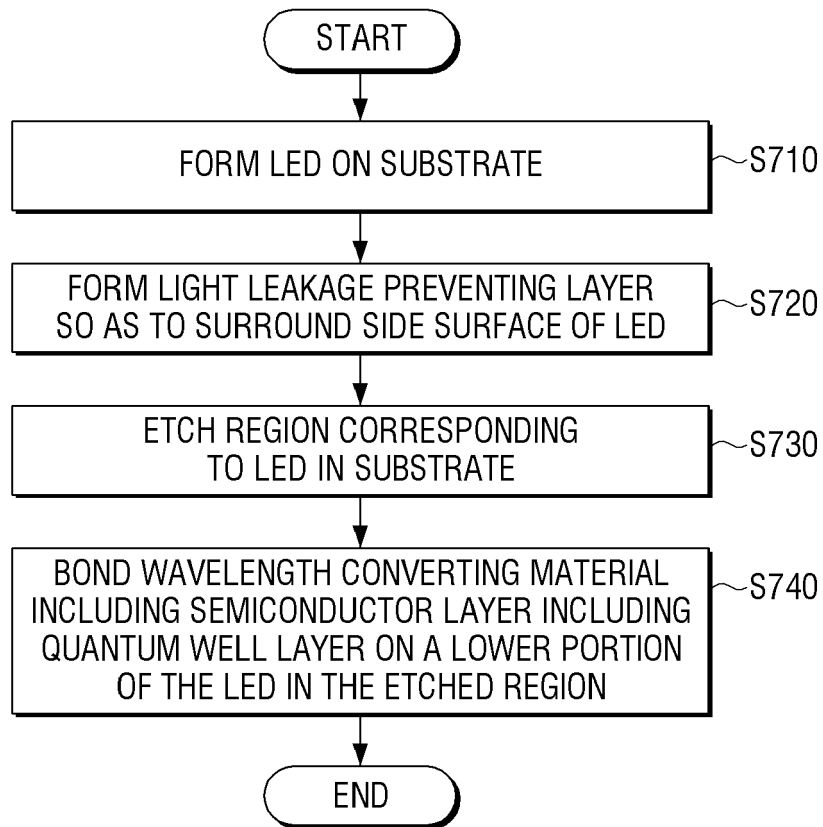 START
FORM LED ON SUBSTRATE
S710
FORM LIGHT LEAKAGE PREVENTING LAYER
SO AS TO SURROUND SIDE SURFACE OF LED
S720
ETCH REGION CORRESPONDING
TO LED IN SUBSTRATE
S730
BOND WAVELENGTH CONVERTING MATERIAL
INCLUDING SEMICONDUCTOR LAYER INCLUDING
QUANTUM WELL LAYER ON A LOWER PORTION
OF THE LED IN THE ETCHED REGION
S740
END